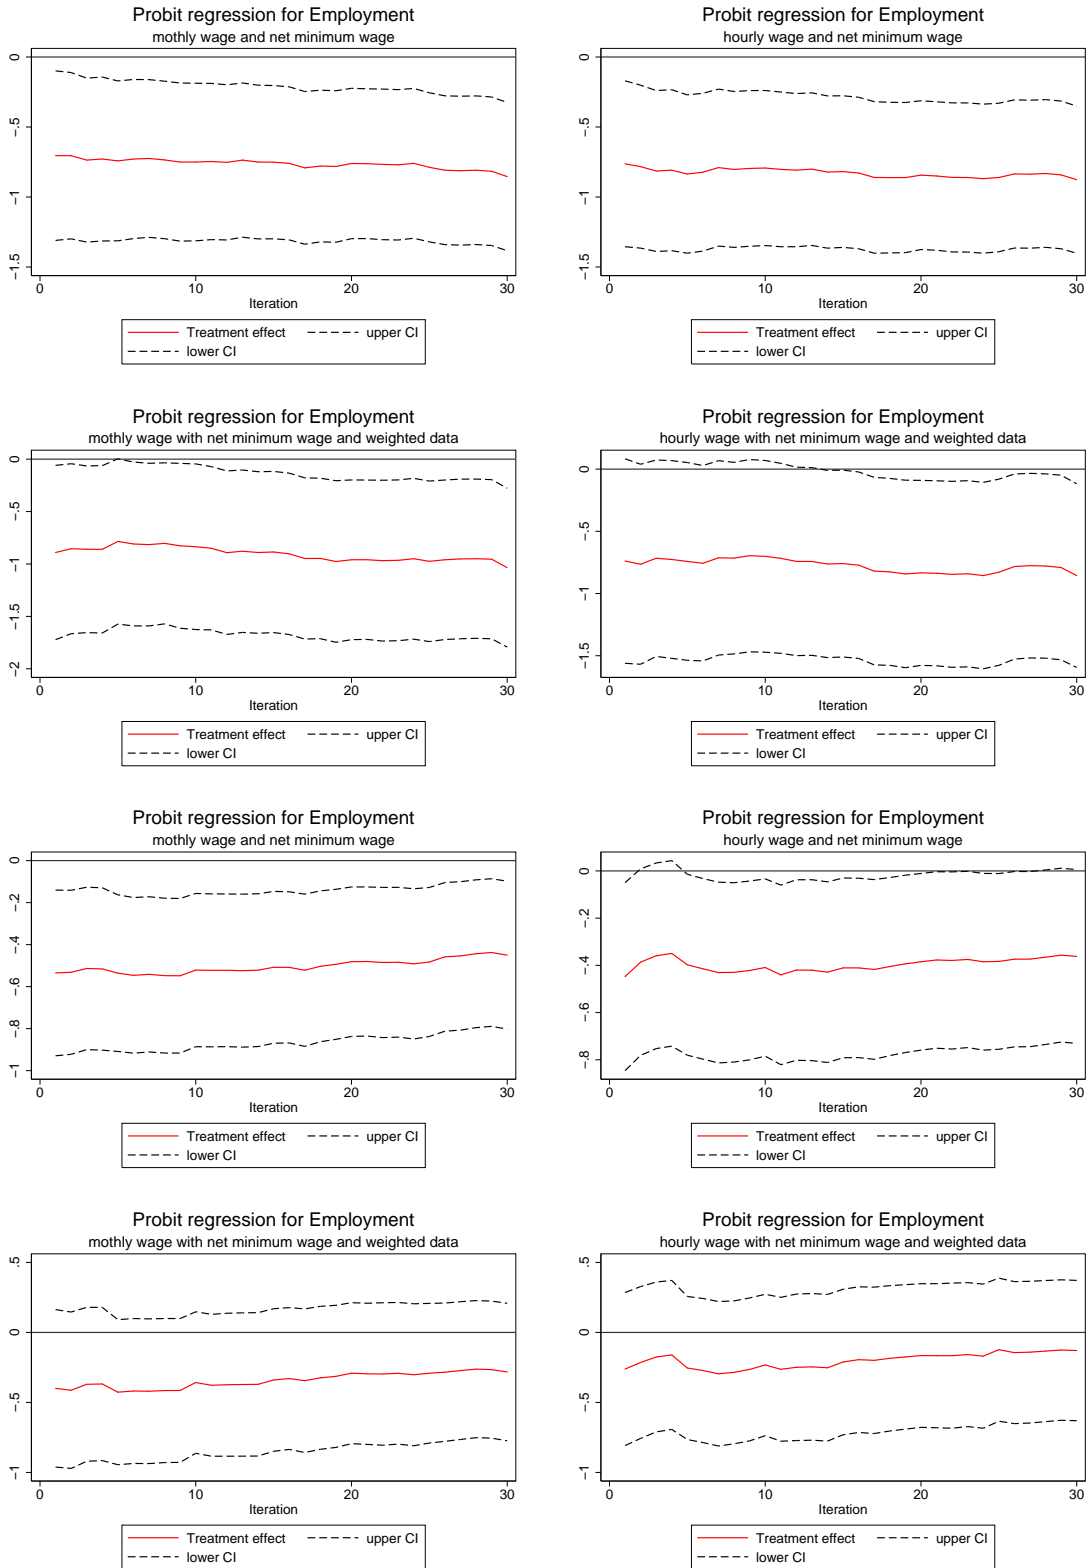 Probit regression for Employment
mothly wage and net minimum wage
0
−.5
−1
−1.5
0
10
20
30
Iteration
Treatment effect
upper CI
lower CI
Probit regression for Employment
hourly wage and net minimum wage
0
−.5
−1
−1.5
0
10
20
30
Iteration
Treatment effect
upper CI
lower CI
Probit regression for Employment
mothly wage with net minimum wage and weighted data
0
−.5
−1
−1.5
−2
0
10
20
30
Iteration
Treatment effect
upper CI
lower CI
Probit regression for Employment
hourly wage with net minimum wage and weighted data
0
−.5
−1
−1.5
0
10
20
30
Iteration
Treatment effect
upper CI
lower CI
Probit regression for Employment
mothly wage and net minimum wage
0
−.2
−.4
−.6
−.8
−1
0
10
20
30
Iteration
Treatment effect
upper CI
lower CI
Probit regression for Employment
hourly wage and net minimum wage
0
−.2
−.4
−.6
−.8
0
10
20
30
Iteration
Treatment effect
upper CI
lower CI
Probit regression for Employment
mothly wage with net minimum wage and weighted data
.5
0
−.5
−1
0
10
20
30
Iteration
Treatment effect
upper CI
lower CI
Probit regression for Employment
hourly wage with net minimum wage and weighted data
.5
0
−.5
−1
0
10
20
30
Iteration
Treatment effect
upper CI
lower CI